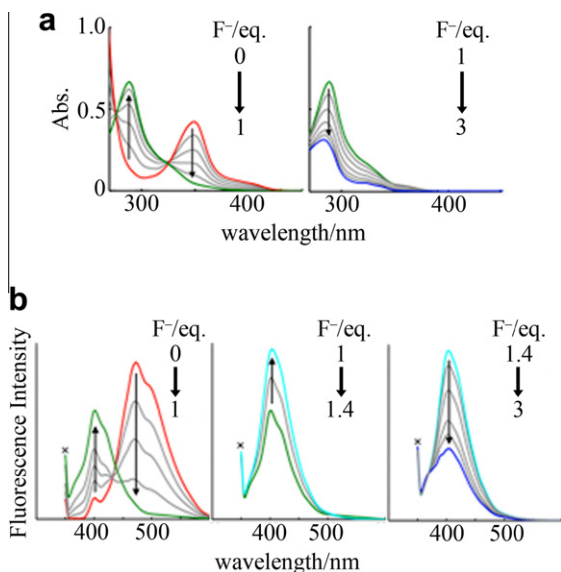 a
F⁻/eq.
0
1
F⁻/eq.
1
3
1.0
0.5
0
Abs.
300
400
300
400
wavelength/nm
b
F⁻/eq.
0
1
F⁻/eq.
1
1.4
F⁻/eq.
1.4
3
Fluorescence Intensity
×
×
×
400
500
400
500
400
500
wavelength/nm